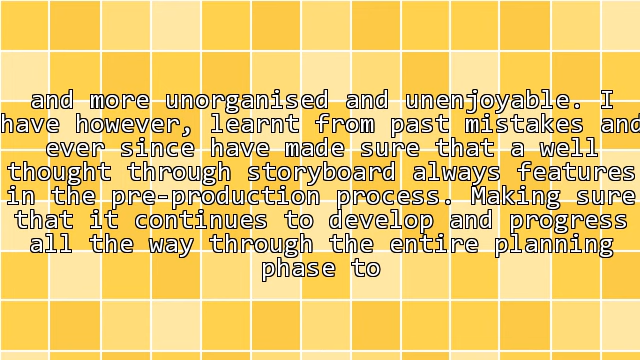 and more unorganised and unenjoyable. I
have however, learnt from past mistakes and
ever since have made sure that a well
thought through storyboard always features
in the pre-production process. Making sure
that it continues to develop and progress
all the way through the entire planning
phase to